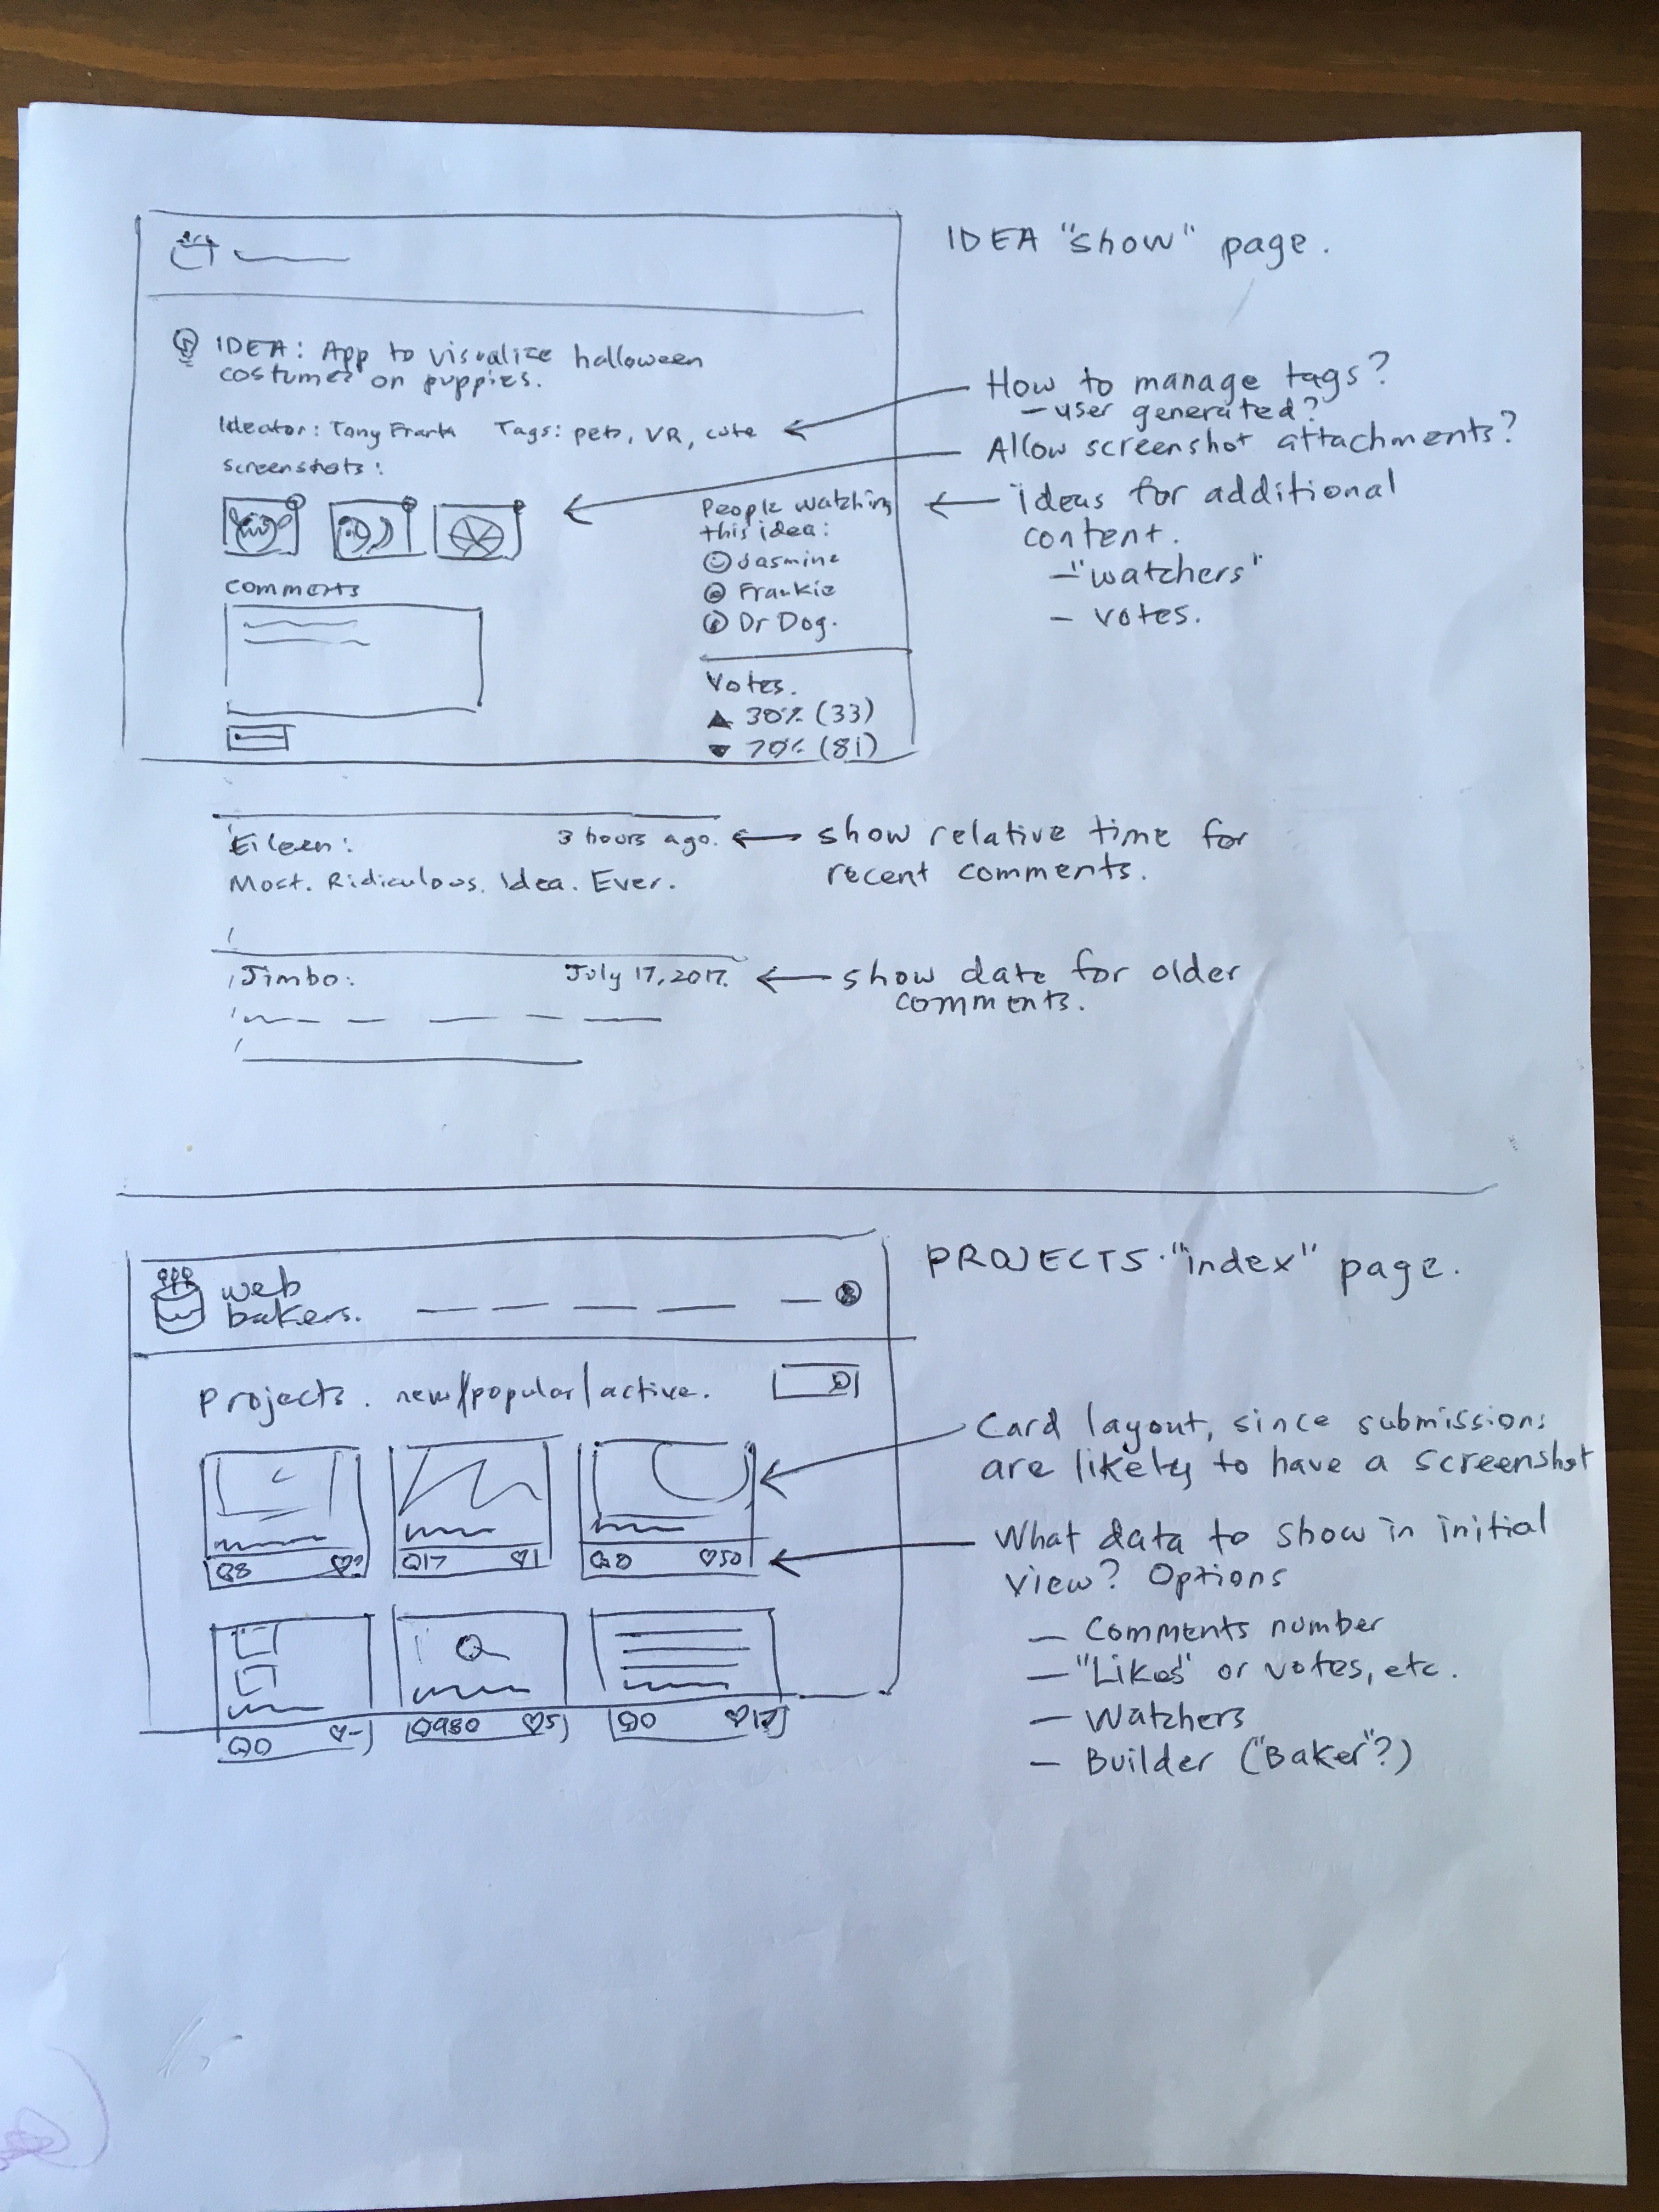 IDEA "show" page.
IDEA: App to visualize halloween
costumes on puppies.
Ideator: Tony Frank Tags: pets, VR, cute
screenshots:
How to manage tags?
- user generated?
Allow screenshot attachments?
People watching
this idea:
Jasmine
Frankie
Dr Dog.
ideas for additional
content.
- "watchers"
- votes.
comments
Votes.
▲ 30% (33)
▼ 70% (81)
Eileen: 3 hours ago.
Most. Ridiculous. Idea. Ever.
show relative time for
recent comments.
Jimbo: July 17, 2017.
show date for older
comments.
PROJECTS "index" page.
web
bakers.
Projects. new/popular/active.
Card layout, since submissions
are likely to have a screenshot
8 ♡2
17 ♡1
♡50
What data to show in initial
view? Options
- Comments number
- "Likes" or votes, etc.
- Watchers
- Builder ("Baker"?)
0 ♡-
980 ♡5
0 ♡12